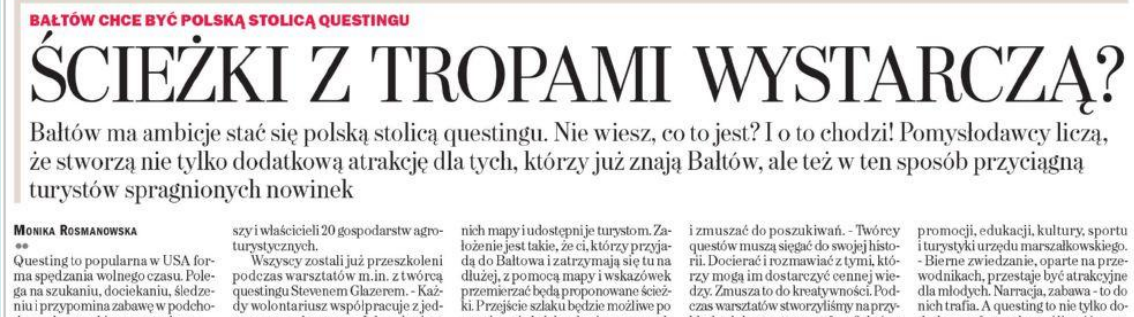 BAŁTÓW CHCE BYĆ POLSKĄ STOLICĄ QUESTINGU
ŚCIEŻKI Z TROPAMI WYSTARCZĄ?
Bałtów ma ambicje stać się polską stolicą questingu. Nie wiesz, co to jest? I o to chodzi! Pomysłodawcy liczą,
że stworzą nie tylko dodatkową atrakcję dla tych, którzy już znają Bałtów, ale też w ten sposób przyciągną
turystów spragnionych nowinek
MONIKA ROSMANOWSKA
Questing to popularna w USA for-
ma spędzania wolnego czasu. Pole-
ga na szukaniu, dociekaniu, śledze-
niu i przypomina zabawę w podcho-
szy i właścicieli 20 gospodarstw agro-
turystycznych.
Wszyscy zostali już przeszkoleni
podczas warsztatów m.in. z twórcą
questingu Stevenem Glazerem. - Każ-
dy wolontariusz współpracuje z jed-
nich mapy i udostępni je turystom. Za-
łożenie jest takie, że ci, którzy przyja-
dą do Bałtowa i zatrzymają się tu na
dłużej, z pomocą mapy i wskazówek
przemierzać będą proponowane ścież-
ki. Przejście szlaku będzie możliwe po
i zmuszać do poszukiwań. - Twórcy
questów muszą sięgać do swojej histo-
rii. Docierać i rozmawiać z tymi, któ-
rzy mogą im dostarczyć cennej wie-
dzy. Zmusza to do kreatywności. Pod-
czas warsztatów stworzyliśmy na przy-
promocji, edukacji, kultury, sportu
i turystyki urzędu marszałkowskiego.
- Bierne zwiedzanie, oparte na prze-
wodnikach, przestaje być atrakcyjne
dla młodych. Narracja, zabawa - to do
nich trafia. A questing to nie tylko do-